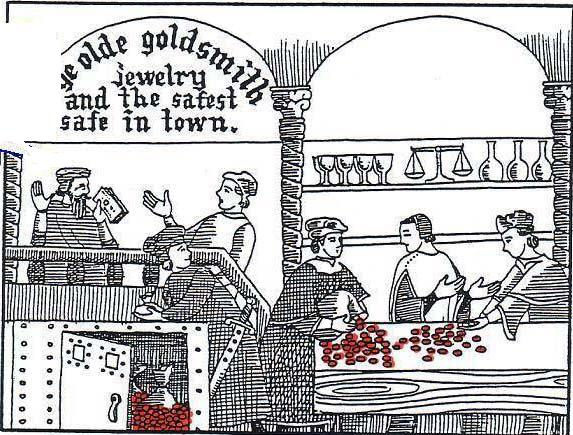 ye olde goldsmith
jewelry
and the safest
safe in town.